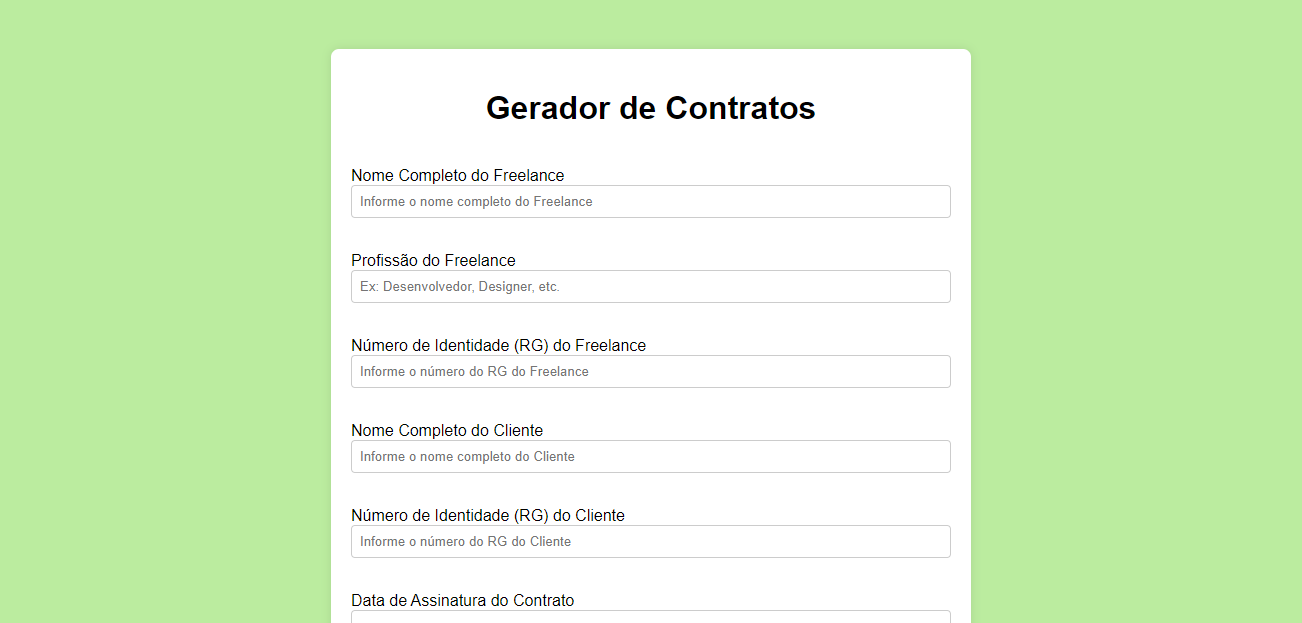 Gerador de Contratos
Nome Completo do Freelance
Informe o nome completo do Freelance
Profissão do Freelance
Ex: Desenvolvedor, Designer, etc.
Número de Identidade (RG) do Freelance
Informe o número do RG do Freelance
Nome Completo do Cliente
Informe o nome completo do Cliente
Número de Identidade (RG) do Cliente
Informe o número do RG do Cliente
Data de Assinatura do Contrato